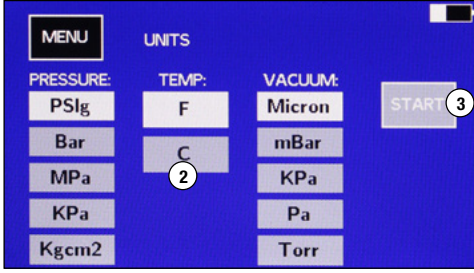 MENU UNITS
PRESSURE: TEMP: VACUUM:
PSIg F Micron START 3
Bar C mBar
2
MPa KPa
KPa Pa
Kgcm2 Torr